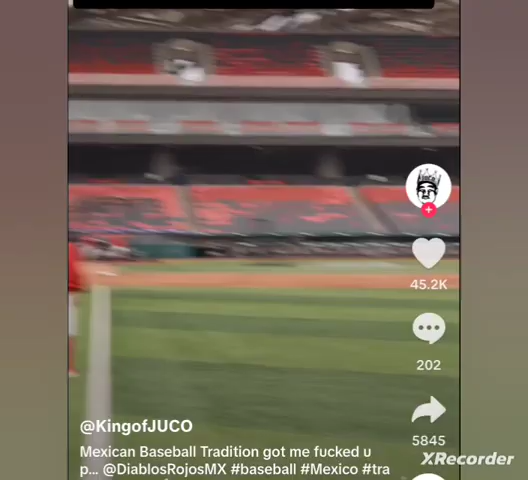 45.2K
202
@KingofJUCO
5845
Mexican Baseball Tradition got me fucked u
p... @DiablosRojosMX #baseball #Mexico #tra
XRecorder